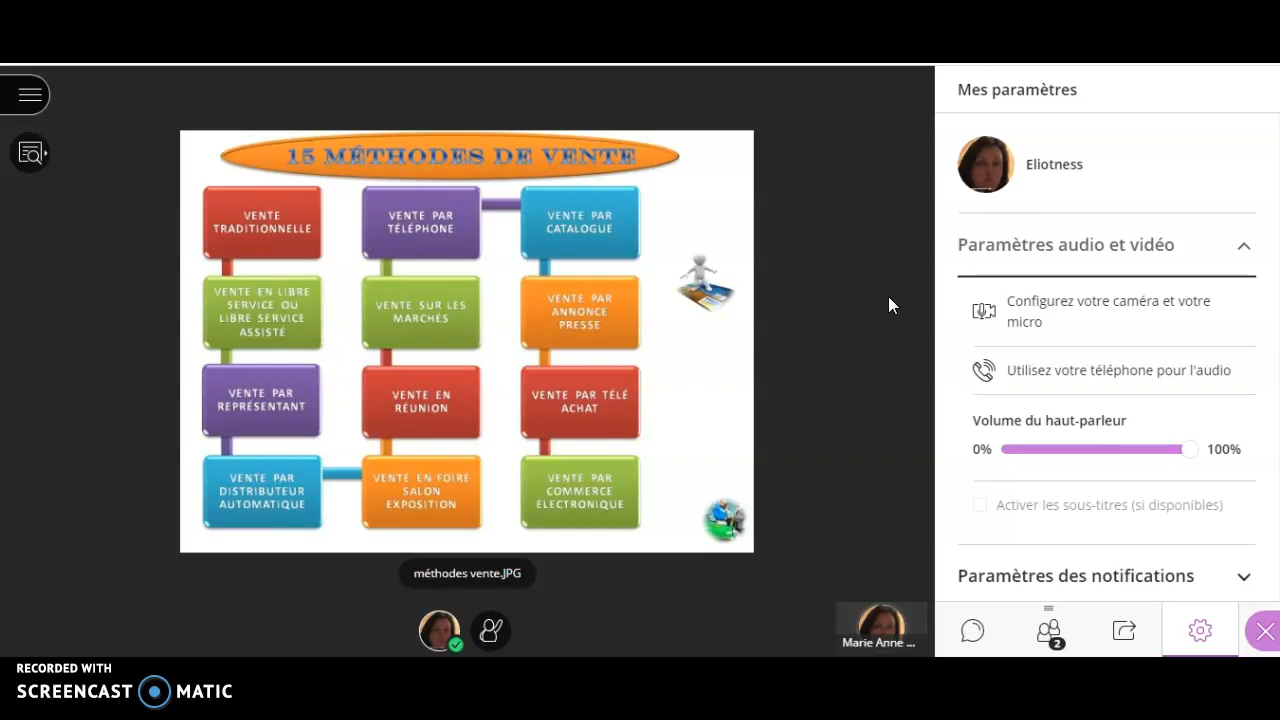 15 MÉTHODES DE VENTE
VENTE
TRADITIONNELLE
VENTE EN LIBRE
SERVICE OU
LIBRE SERVICE
ASSISTÉ
VENTE PAR
REPRÉSENTANT
VENTE PAR
DISTRIBUTEUR
AUTOMATIQUE
VENTE PAR
TÉLÉPHONE
VENTE SUR LES
MARCHÉS
VENTE EN
RÉUNION
VENTE EN FOIRE
SALON
EXPOSITION
VENTE PAR
CATALOGUE
VENTE PAR
ANNONCE
PRESSE
VENTE PAR TÉLÉ
ACHAT
VENTE PAR
COMMERCE
ELECTRONIQUE
méthodes vente.JPG
Marie Anne ...
Mes paramètres
Eliotness
Paramètres audio et vidéo
Configurez votre caméra et votre
micro
Utilisez votre téléphone pour l'audio
Volume du haut-parleur
0% 100%
Activer les sous-titres (si disponibles)
Paramètres des notifications
2
RECORDED WITH
SCREENCAST MATIC